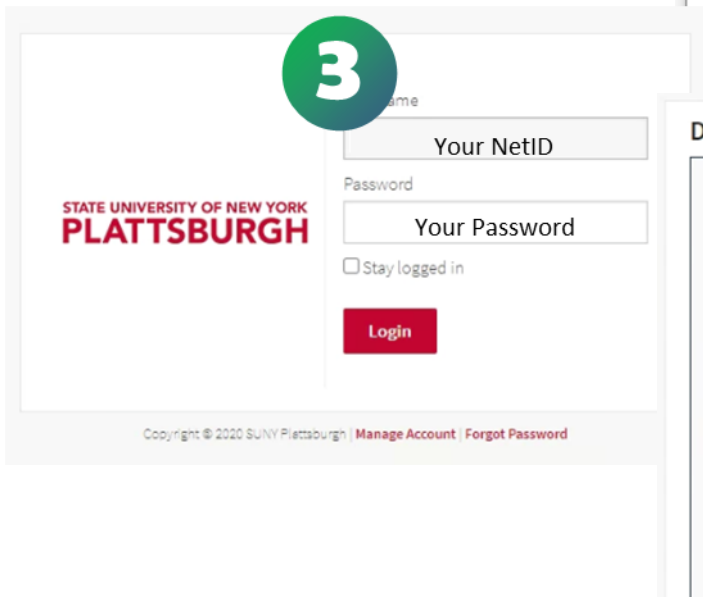 3
ame
Your NetID
Password
Your Password
STATE UNIVERSITY OF NEW YORK
PLATTSBURGH
Stay logged in
Login
Copyright © 2020 SUNY Plattsburgh | Manage Account | Forgot Password
D